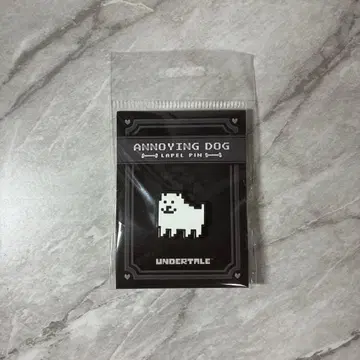 ANNOYING DOG
LAPEL PIN
UNDERTALE